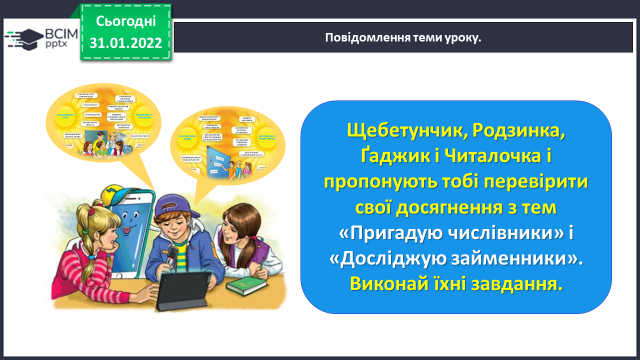 BCIM
pptx
Сьогодні
31.01.2022
Повідомлення теми уроку.
Щебетунчик, Родзинка,
Ґаджик і Читалочка і
пропонують тобі перевірити
свої досягнення з тем
«Пригадую числівники» і
«Досліджую займенники».
Виконай їхні завдання.